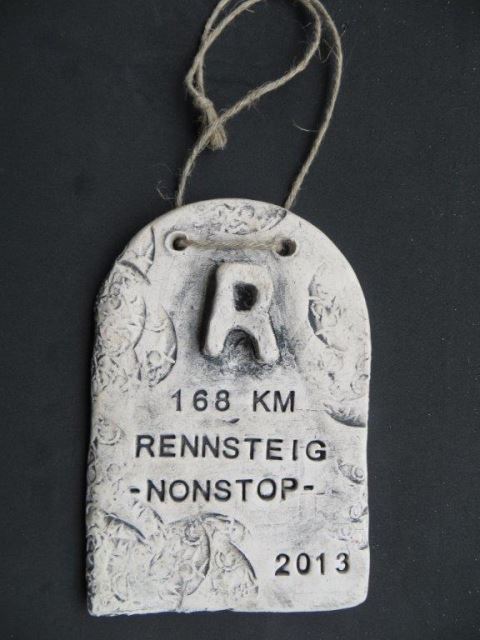 R
168 KM
RENNSTEIG
-NONSTOP-
2013